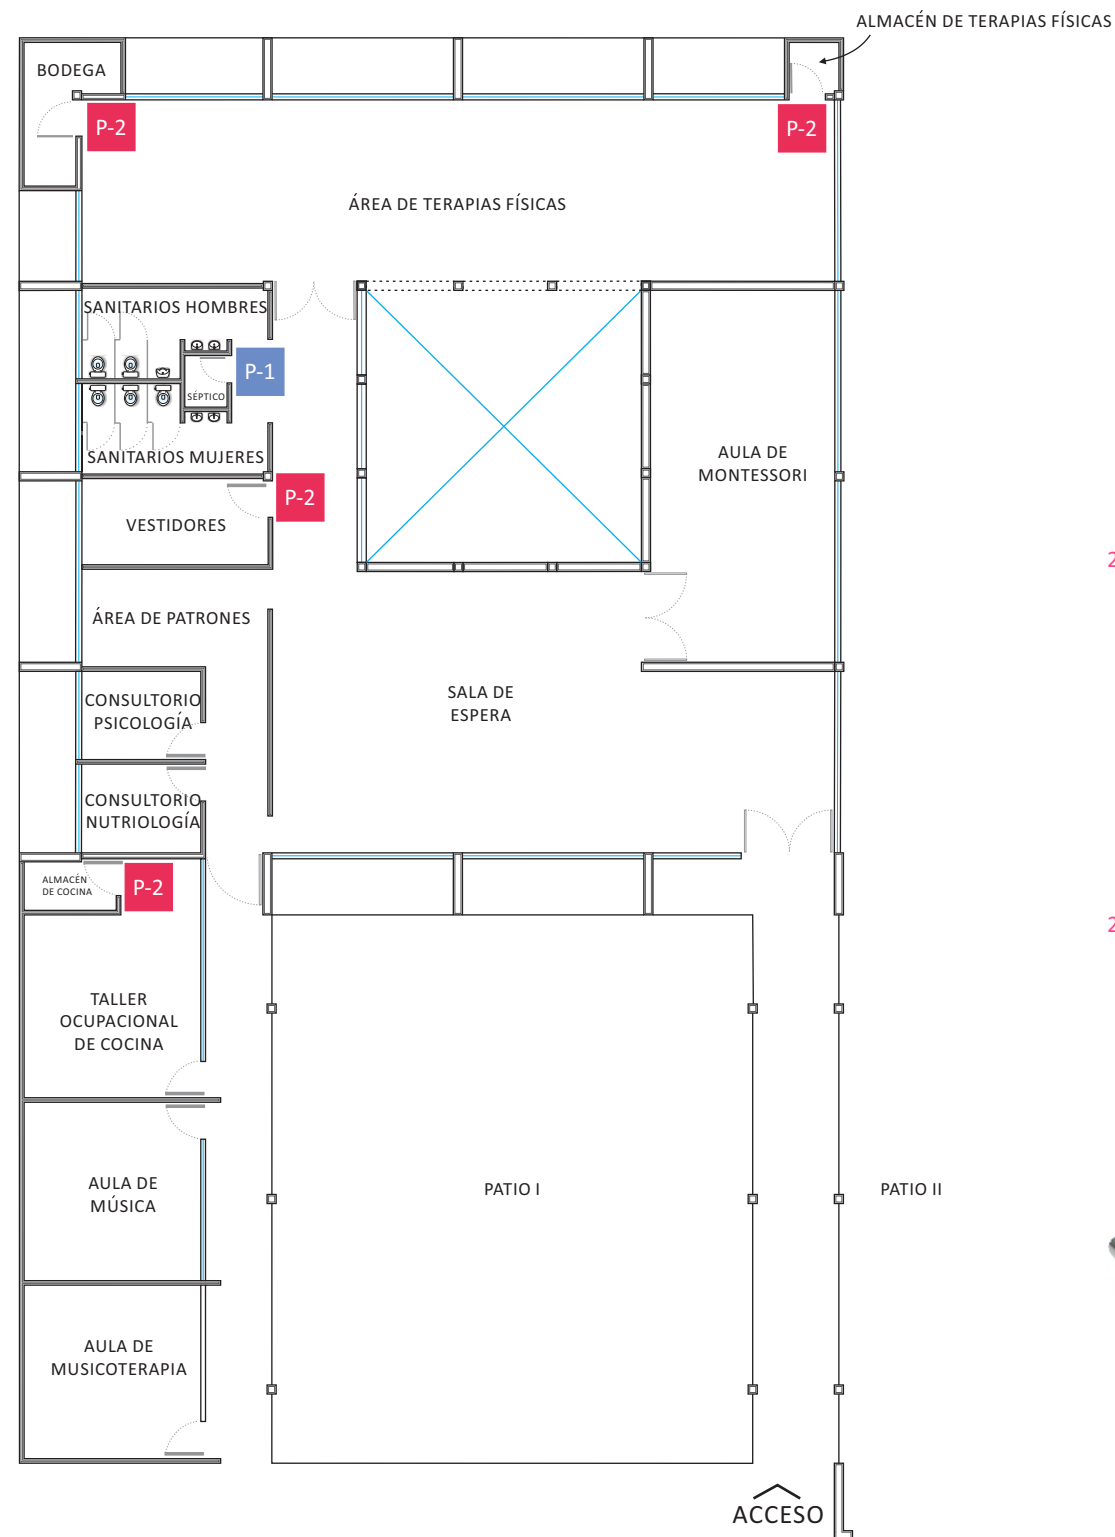 ALMACÉN DE TERAPIAS FÍSICAS
BODEGA
P-2
P-2
ÁREA DE TERAPIAS FÍSICAS
SANITARIOS HOMBRES
P-1
SÉPTICO
SANITARIOS MUJERES
AULA DE
MONTESSORI
P-2
VESTIDORES
2
ÁREA DE PATRONES
SALA DE
ESPERA
CONSULTORIO
PSICOLOGÍA
CONSULTORIO
NUTRIOLOGÍA
ALMACÉN
DE COCINA
P-2
2
TALLER
OCUPACIONAL
DE COCINA
AULA DE
MÚSICA
PATIO I
PATIO II
AULA DE
MUSICOTERAPIA
ACCESO